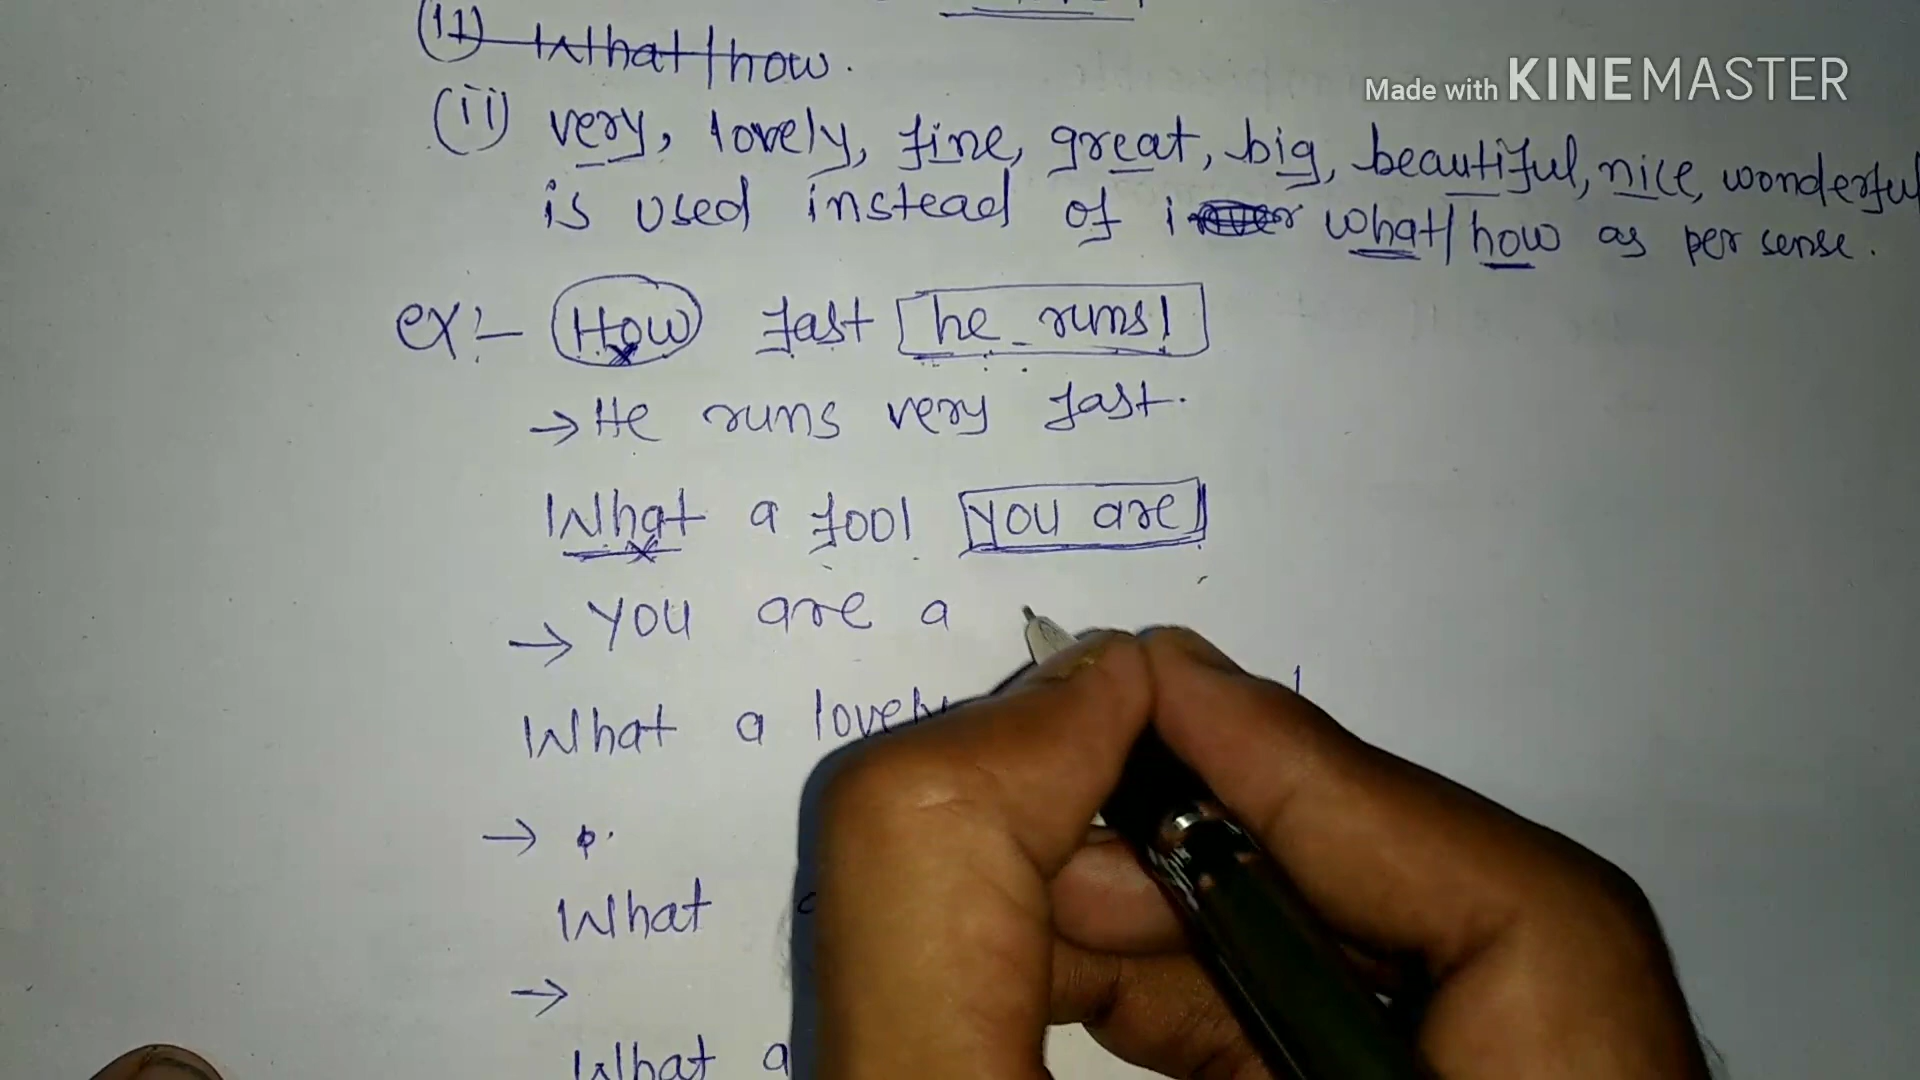 (ii) What/how.
Made with KINEMASTER
(ii) very, lovely, fine, great, big, beautiful, nice, wonderful
is used instead of what/how as per sense.
ex:- How fast he runs!
→ He runs very fast.
What a fool you are!
→ You are a
What a lovely
→
What
→
What a